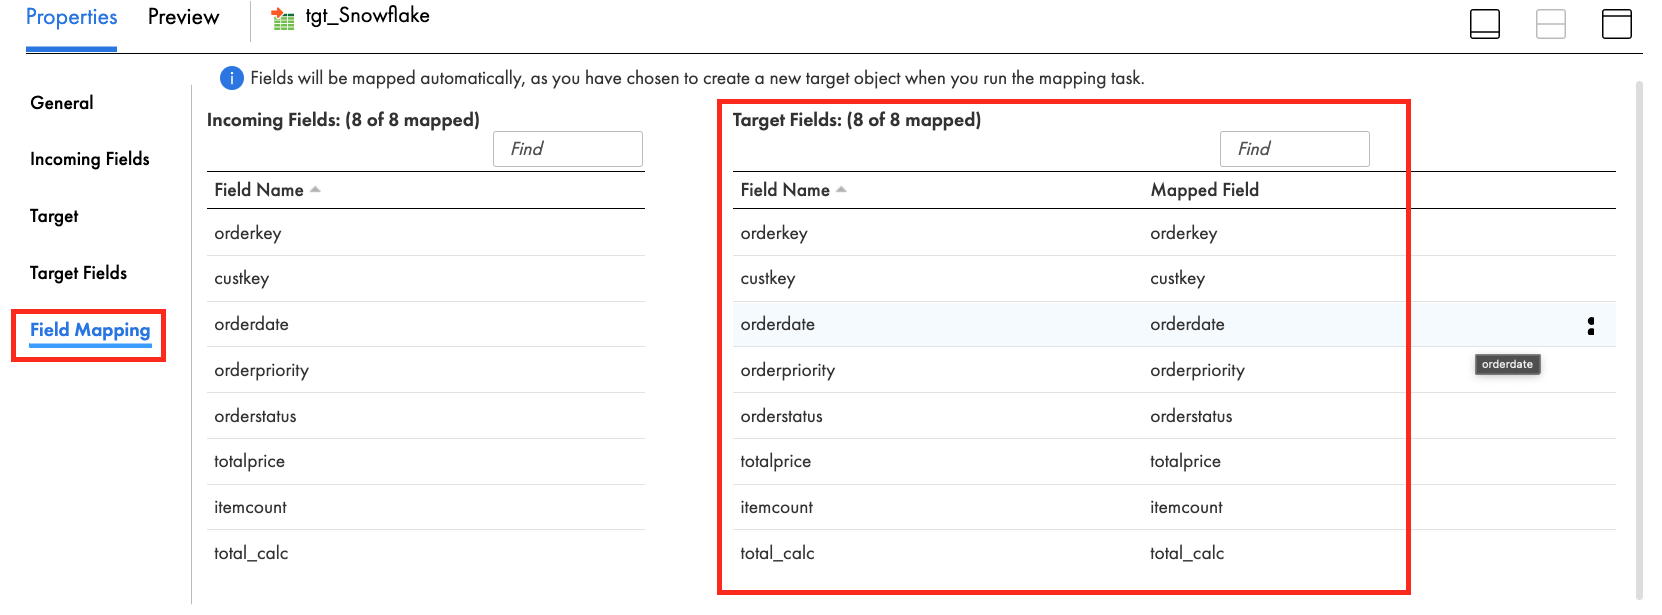 Properties Preview tgt_Snowflake
i Fields will be mapped automatically, as you have chosen to create a new target object when you run the mapping task.
General
Incoming Fields
Target
Target Fields
Field Mapping
Incoming Fields: (8 of 8 mapped)
Find
Field Name
orderkey
custkey
orderdate
orderpriority
orderstatus
totalprice
itemcount
total_calc
Target Fields: (8 of 8 mapped)
Find
Field Name Mapped Field
orderkey orderkey
custkey custkey
orderdate orderdate
orderpriority orderpriority
orderdate
orderstatus orderstatus
totalprice totalprice
itemcount itemcount
total_calc total_calc